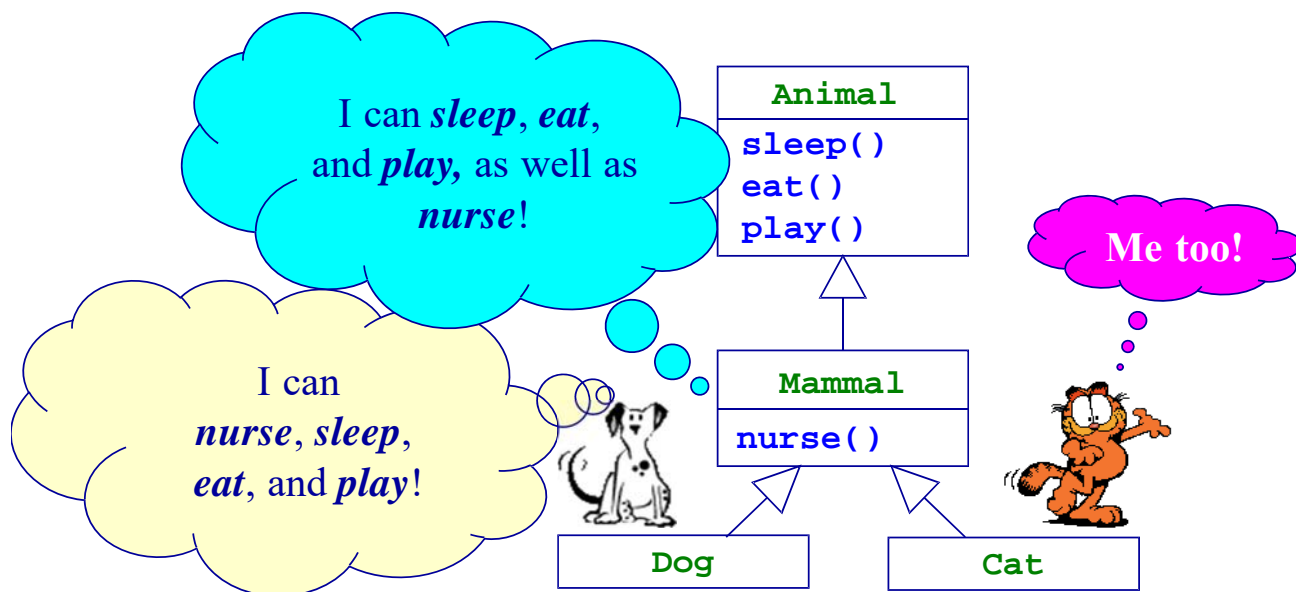 I can sleep, eat,
and play, as well as
nurse!
Animal
sleep()
eat()
play()
Me too!
I can
nurse, sleep,
eat, and play!
Mammal
nurse()
Dog
Cat